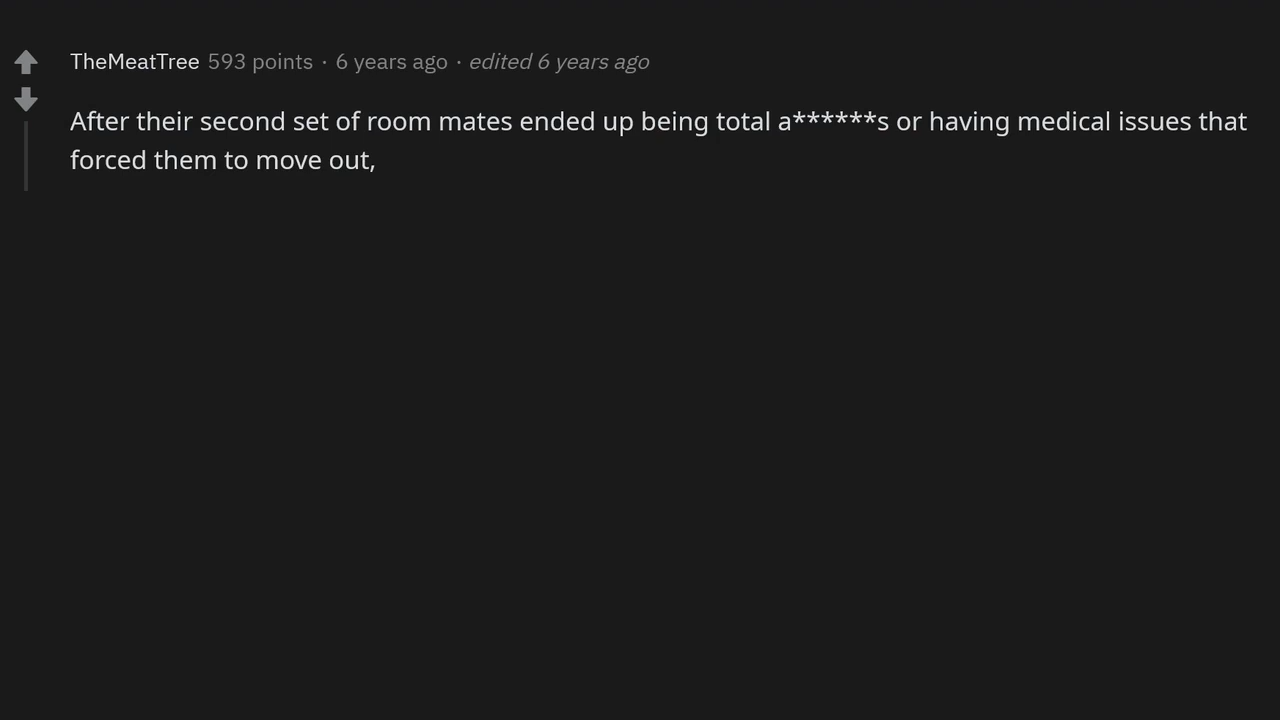 TheMeatTree 593 points · 6 years ago · edited 6 years ago
After their second set of room mates ended up being total a******s or having medical issues that
forced them to move out,